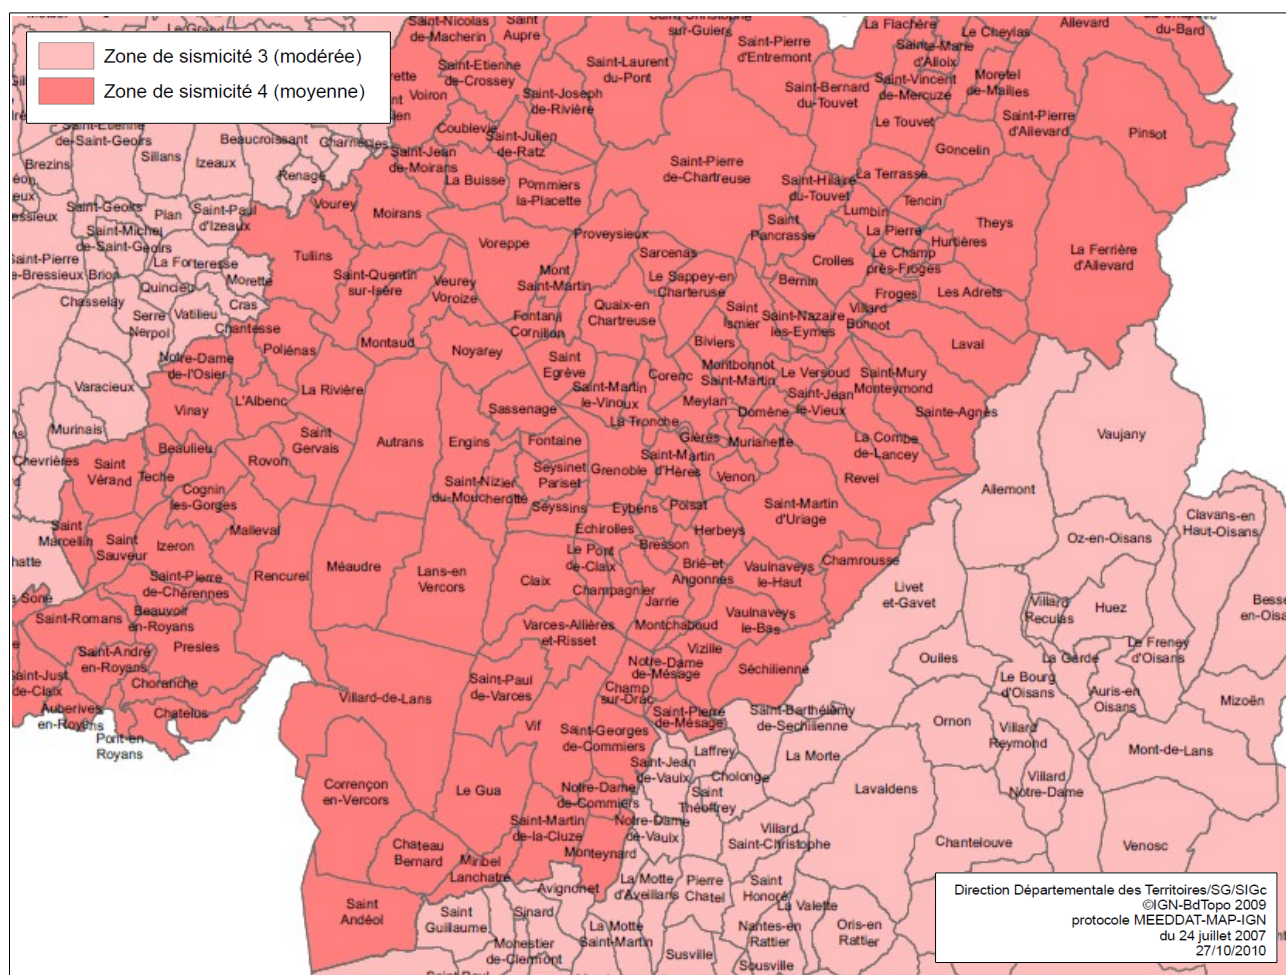 Zone de sismicité 3 (modérée)
Zone de sismicité 4 (moyenne)
Saint-Nicolas
de-Macherin
Saint
Aupre
sur-Guiers
Saint-Pierre
d'Entremont
La Flachère
Le Cheylas
Allevard
du-Bard
Sainte-Marie
d'Alloix
Saint-Etienne
de-Crossey
Saint-Laurent
du-Pont
Saint-Bernard
du-Touvet
Saint-Vincent
de-Mercuze
Moretel
de-Mailles
Voiron
Saint-Joseph
de-Rivière
Saint-Pierre
d'Allevard
Pinsot
Le Touvet
Coublevie
Saint-Julien
de-Ratz
Goncelin
Saint-Etienne
de-Saint-Geoirs
Beaucroissant
Charnècles
Sillans
Izeaux
Brezins
Renage
Saint-Jean
de-Moirans
La Buisse
Pommiers
la-Placette
Saint-Pierre
de-Chartreuse
Saint-Hilaire
du-Touvet
La Terrasse
Tencin
Theys
Vourey
Moirans
Lumbin
La Pierre
Hurtières
Saint-Geoirs
Plan
Saint-Paul
d'Izeaux
Saint-Michel
de-Saint-Geoirs
Saint
Pancrasse
Proveysieux
Voreppe
Sarcenas
Crolles
Le Champ
près-Froges
La Ferrière
d'Allevard
Tullins
La Forteresse
Saint-Pierre
e-Bressieux
Brion
Quincieu
Morette
Saint-Quentin
sur-Isère
Veurey
Voroize
Mont
Saint-Martin
Le Sappey-en
Charteruse
Bernin
Froges
Les Adrets
Chasselay
Cras
Serre
Nerpol
Vatilieu
Chantesse
Fontanil
Cornillon
Quaix-en
Chartreuse
Saint
Ismier
Saint-Nazaire
les-Eymes
Villard
Bonnot
Laval
Notre-Dame
de-l'Osier
Poliénas
Montaud
Noyarey
Biviers
Saint
Egrève
Corenc
Montbonnot
Saint-Martin
Le Versoud
Saint-Mury
Monteymond
Varacieux
La Rivière
Saint-Martin
le-Vinoux
Meylan
Saint-Jean
le-Vieux
Domène
Sainte-Agnès
Vinay
L'Albenc
Sassenage
La Tronche
Murinais
Saint
Gervais
Autrans
Engins
Fontaine
Gières
Murianette
La Combe
de-Lancey
Vaujany
Chevrières
Beaulieu
Rovon
Saint
Vérand
Teche
Seysinet
Pariset
Grenoble
Saint-Martin
d'Hères
Venon
Revel
Allemont
Cognin
les-Gorges
Saint-Nizier
du-Moucherotte
Seyssins
Eybens
Poisat
Saint-Martin
d'Uriage
Clavans-en
Haut-Oisans
Malleval
Echirolles
Herbeys
Oz-en-Oisans
Saint
Marcellin
Saint
Sauveur
Izeron
Le Pont
de-Claix
Bresson
Brié-et
Angonnes
Vaulnaveys
le-Haut
Chamrousse
hatte
Saint-Pierre
de-Chérennes
Rencurel
Méaudre
Lans-en
Vercors
Claix
Champagnier
Jarrie
Livet
et-Gavet
Villard
Reculas
Huez
Besse
en-Oisa
Sone
Saint-Romans
Beauvoir
en-Royans
Varces-Allières
et-Risset
Montchaboud
Vaulnaveys
le-Bas
Le Freney
d'Oisans
Presles
Saint-André
en-Royans
Vizille
Notre-Dame
de-Mésage
Séchilienne
Oulles
La Garde
Le Bourg
d'Oisans
Auris-en
Oisans
Saint-Just
de-Claix
Choranche
Villard-de-Lans
Saint-Paul
de-Varces
Champ
sur-Drac
Mizoën
Auberives
en-Royans
Chatelus
Saint-Pierre
de-Mésage
Saint-Barthélémy
de-Sechilienne
Ornon
Villard
Reymond
Pont-en
Royans
Vif
Saint-Georges
de-Commiers
Laffrey
La Morte
Mont-de-Lans
Saint-Jean
de-Vaulx
Cholonge
Villard
Notre-Dame
Corrençon
en-Vercors
Le Gua
Notre-Dame
de-Commiers
Saint
Théoffrey
Lavaldens
Saint-Martin
de-la-Cluze
Notre-Dame
de-Vaulx
Villard
Saint-Christophe
Chantelouve
Venosc
Chateau
Bernard
Miribel
Lanchatre
Monteynard
Avignonet
La Motte
d'Aveillans
Pierre
Chatel
Saint
Honoré
La Valette
Saint
Andéol
Saint
Guillaume
Sinard
La Motte
Saint-Martin
Nantes-en
Rattier
Oris-en
Rattier
Monestier
de-Clermont
Susville
Sousville
Direction Départementale des Territoires/SG/SIGc
©IGN-BdTopo 2009
protocole MEEDDAT-MAP-IGN
du 24 juillet 2007
27/10/2010